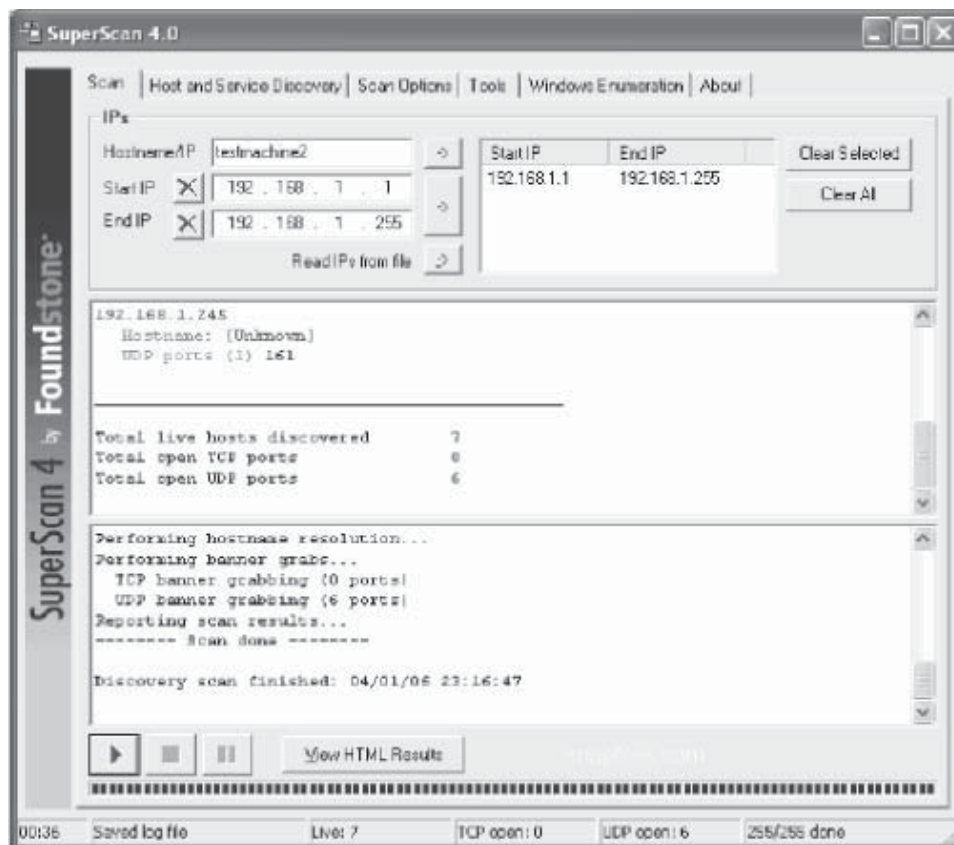 SuperScan 4.0
Scan
Host and Service Discovery
Scan Options
Tools
Windows Enumeration
About
IPs
Hostname/IP
testmachine2
Start IP
192 . 168 . 1 . 1
End IP
192 . 168 . 1 . 255
Read IPs from file
Start IP End IP
192.168.1.1 192.168.1.255
Clear Selected
Clear All
192.168.1.245
Hostname: [Unknown]
UDP ports (1) 161
Total live hosts discovered 7
Total open TCP ports 0
Total open UDP ports 6
Performing hostname resolution...
Performing banner grabs...
TCP banner grabbing (0 ports)
UDP banner grabbing (6 ports)
Reporting scan results...
-------- Scan done --------
Discovery scan finished: 04/01/06 23:16:47
View HTML Results
00:36
Saved log file
Live: 7
TCP open: 0
UDP open: 6
255/255 done
SuperScan 4 by Foundstone